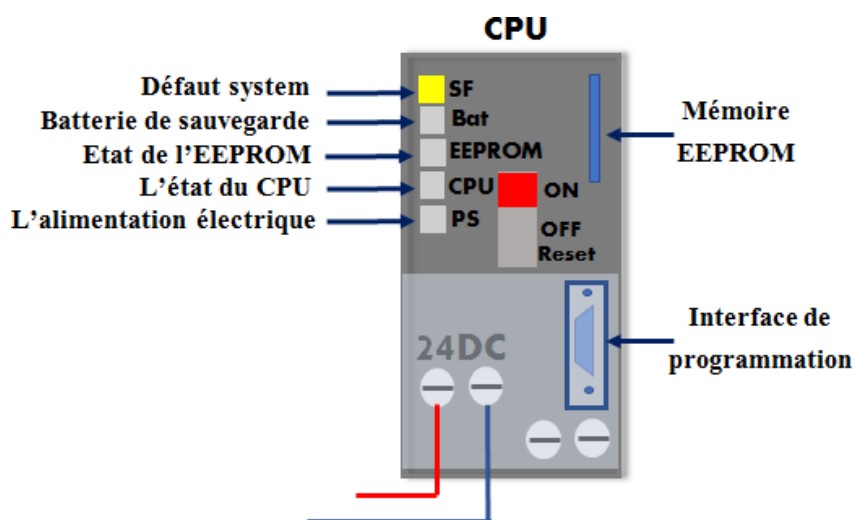 CPU
Défaut system
SF
Batterie de sauvegarde
Bat
Mémoire
EEPROM
Etat de l’EEPROM
EEPROM
L’état du CPU
CPU
ON
L’alimentation électrique
PS
OFF
Reset
Interface de
programmation
24DC